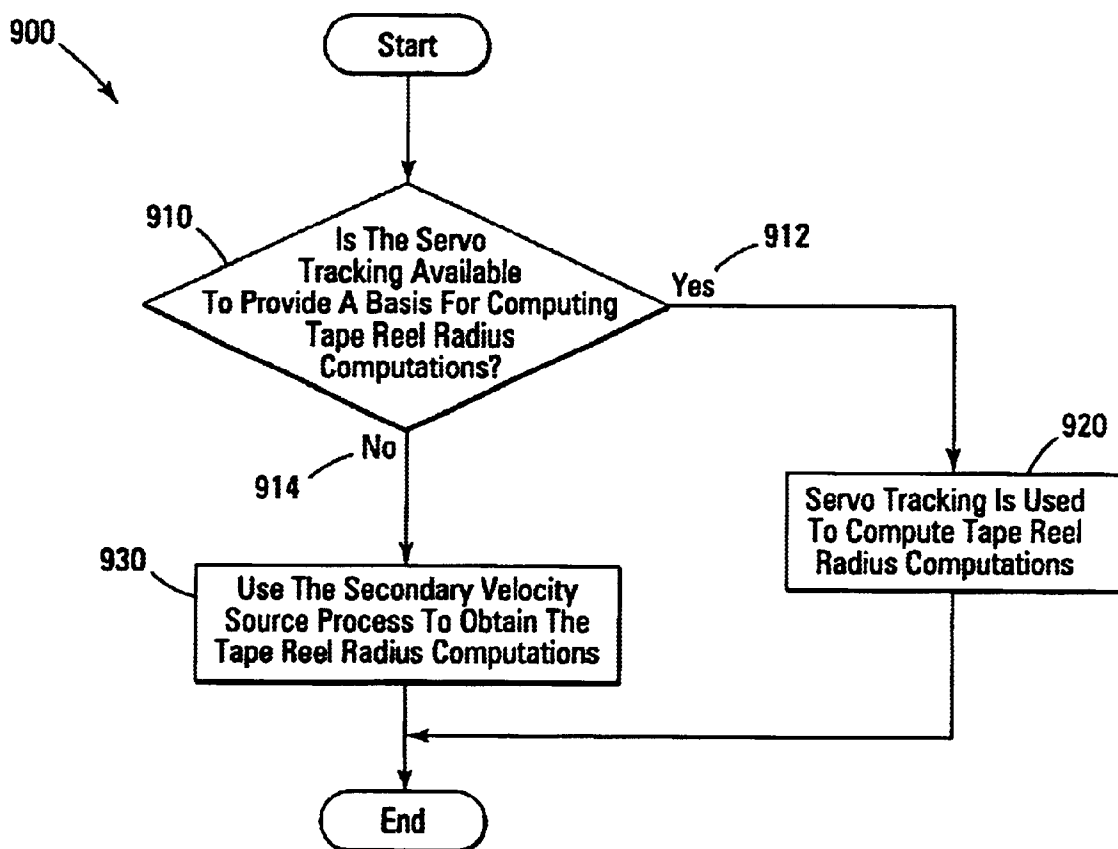 900
Start
910
Is The Servo
Tracking Available
To Provide A Basis For Computing
Tape Reel Radius
Computations?
912
Yes
No
914
920
Servo Tracking Is Used
To Compute Tape Reel
Radius Computations
930
Use The Secondary Velocity
Source Process To Obtain The
Tape Reel Radius Computations
End